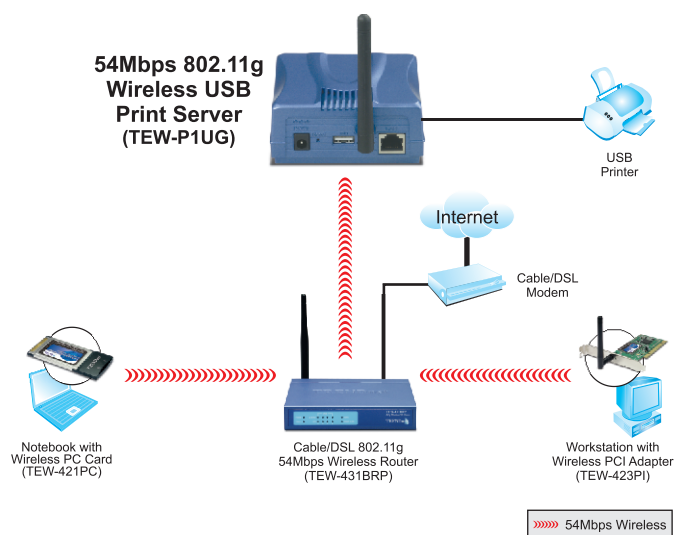 54Mbps 802.11g
Wireless USB
Print Server
(TEW-P1UG)
USB
Printer
Internet
Cable/DSL
Modem
Notebook with
Wireless PC Card
(TEW-421PC)
Cable/DSL 802.11g
54Mbps Wireless Router
(TEW-431BRP)
Workstation with
Wireless PCI Adapter
(TEW-423PI)
54Mbps Wireless